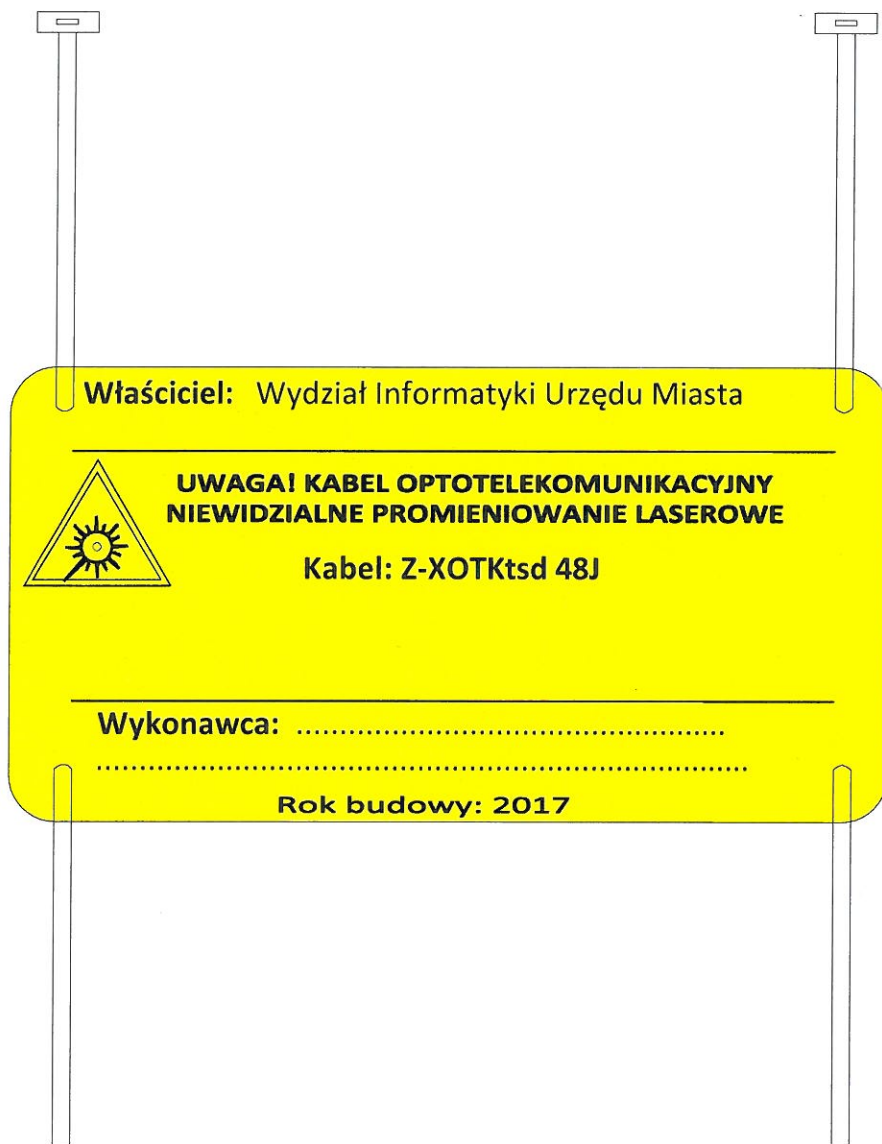 Właściciel: Wydział Informatyki Urzędu Miasta
UWAGA! KABEL OPTOTELEKOMUNIKACYJNY
NIEWIDZIALNE PROMIENIOWANIE LASEROWE
Kabel: Z-XOTKtsd 48J
Wykonawca: ................................................
.........................................................................
Rok budowy: 2017